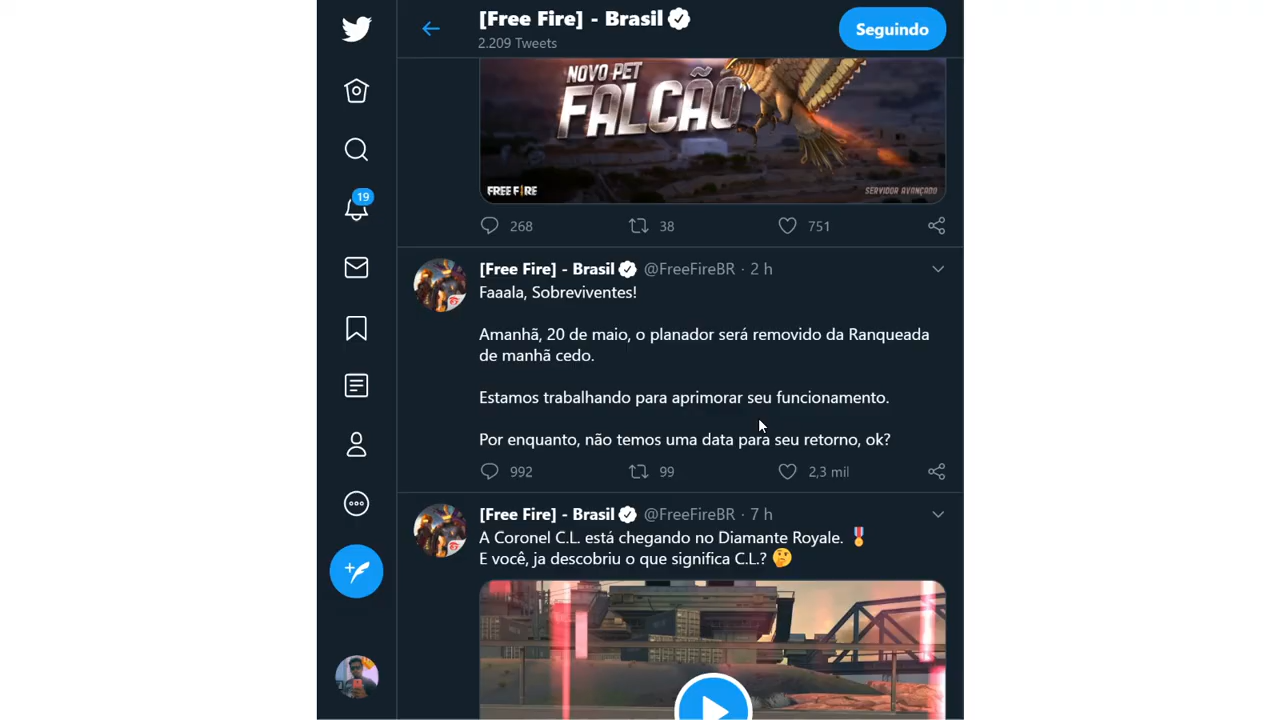 [Free Fire] - Brasil
2.209 Tweets
Seguindo
NOVO PET
FALCÃO
FREE FIRE
SERVIDOR AVANÇADO
268 38 751
19
[Free Fire] - Brasil @FreeFireBR · 2 h
Faaala, Sobreviventes!
Amanhã, 20 de maio, o planador será removido da Ranqueada
de manhã cedo.
Estamos trabalhando para aprimorar seu funcionamento.
Por enquanto, não temos uma data para seu retorno, ok?
992 99 2,3 mil
[Free Fire] - Brasil @FreeFireBR · 7 h
A Coronel C.L. está chegando no Diamante Royale. 🎖️
E você, ja descobriu o que significa C.L.? 🤔